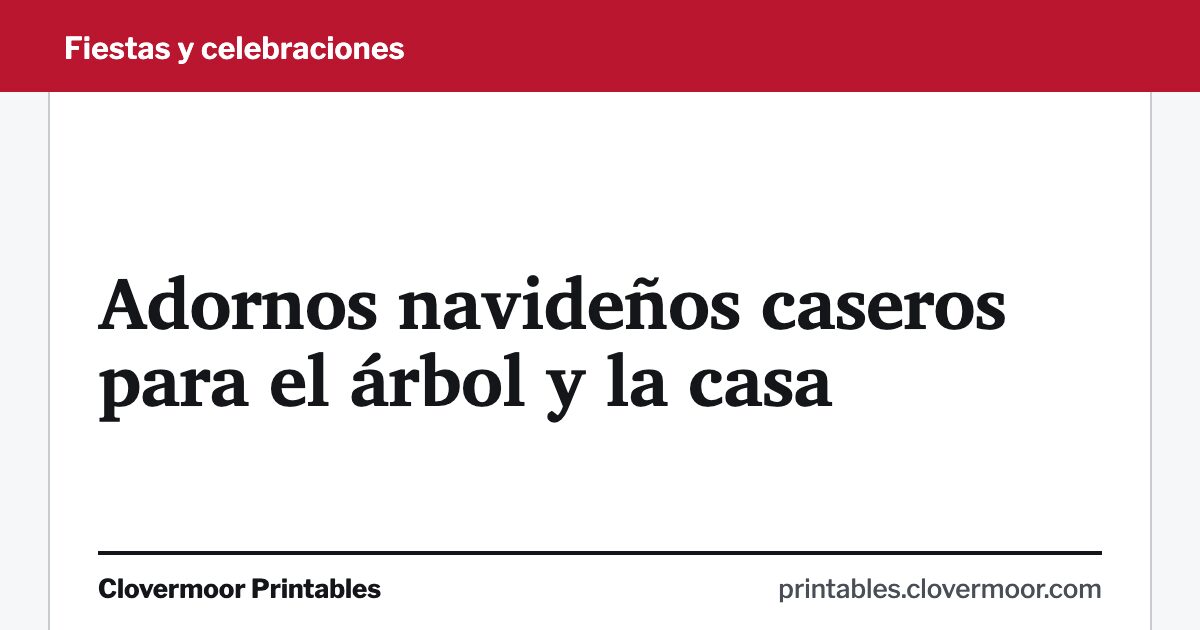 Fiestas y celebraciones
Adornos navideños caseros
para el árbol y la casa
Clovermoor Printables
printables.clovermoor.com